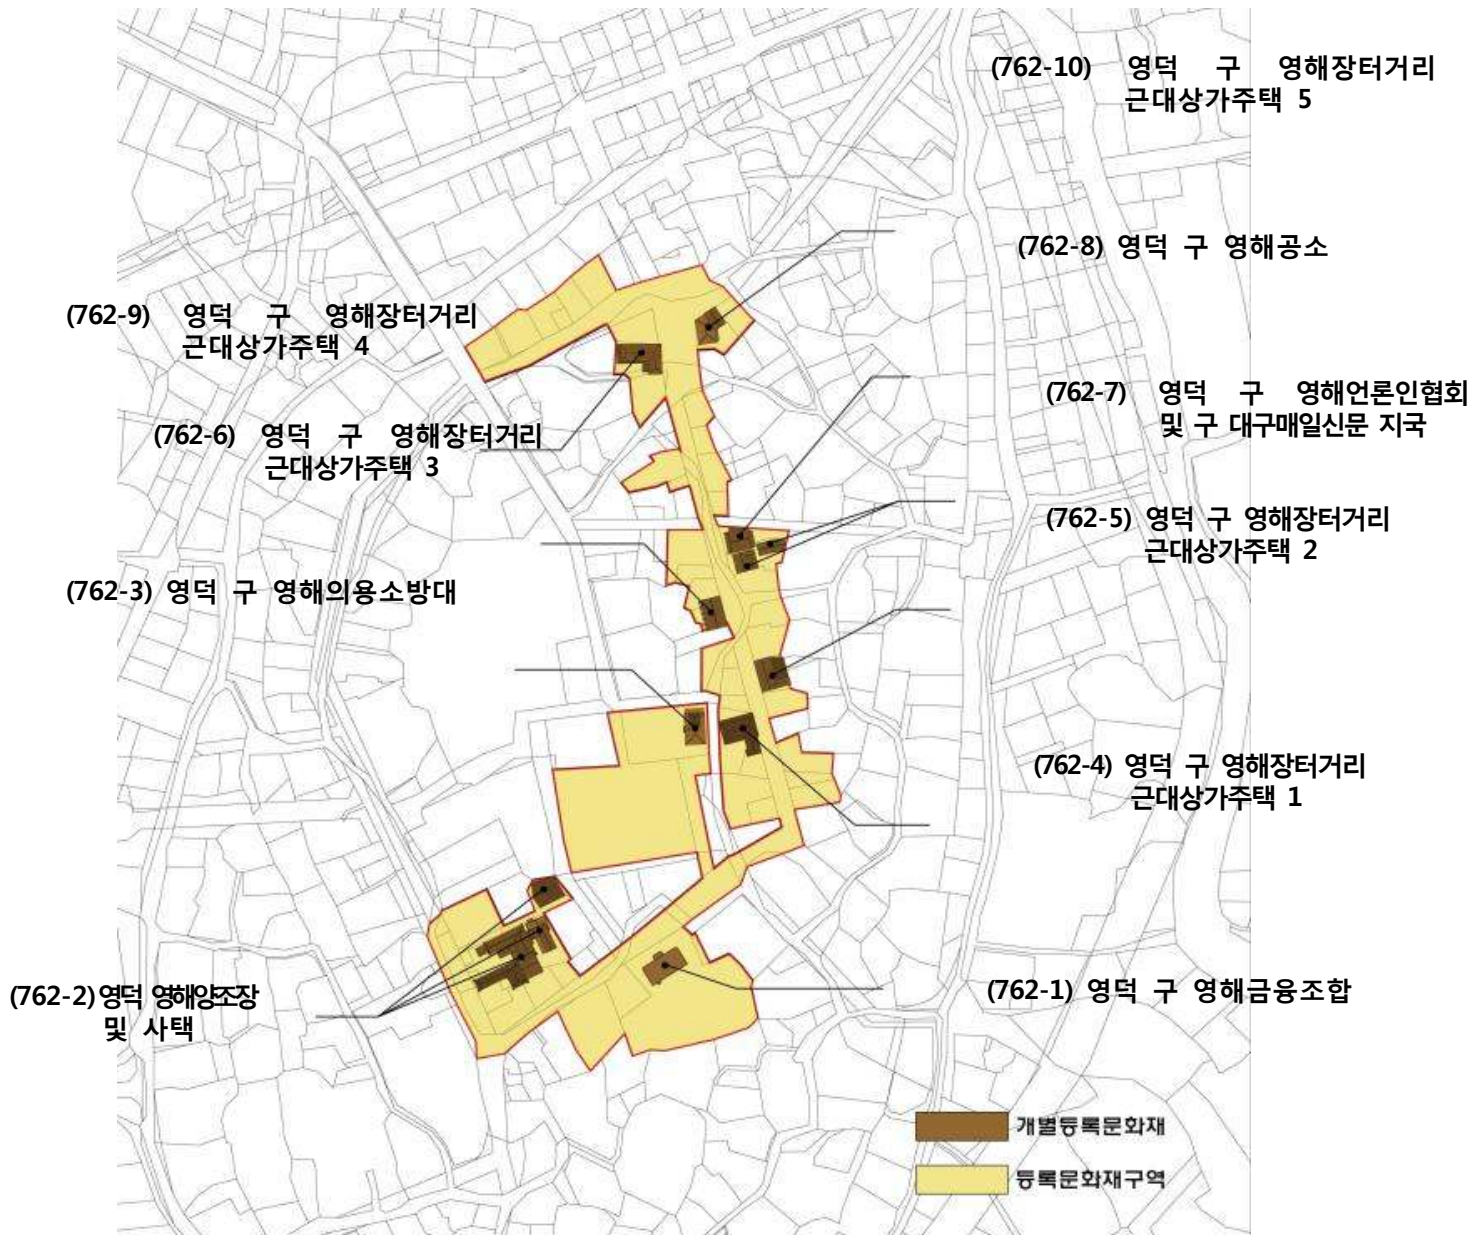 (762-10) 영덕 구 영해장터거리
근대상가주택 5
(762-8) 영덕 구 영해공소
(762-9) 영덕 구 영해장터거리
근대상가주택 4
(762-7) 영덕 구 영해언론인협회
및 구 대구매일신문 지국
(762-6) 영덕 구 영해장터거리
근대상가주택 3
(762-5) 영덕 구 영해장터거리
근대상가주택 2
(762-3) 영덕 구 영해의용소방대
(762-4) 영덕 구 영해장터거리
근대상가주택 1
(762-2) 영덕 영해양조장
및 사택
(762-1) 영덕 구 영해금융조합
개별등록문화재
등록문화재구역